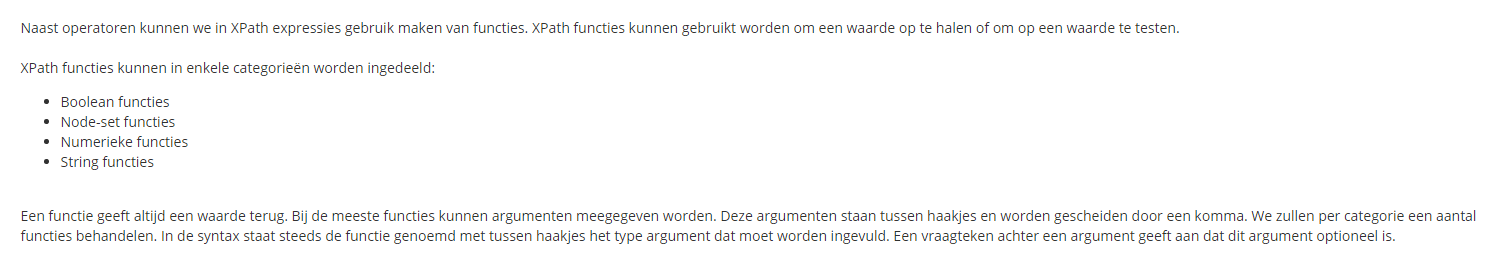 Naast operatoren kunnen we in XPath expressies gebruik maken van functies. XPath functies kunnen gebruikt worden om een waarde op te halen of om op een waarde te testen.
XPath functies kunnen in enkele categorieën worden ingedeeld:
• Boolean functies
• Node-set functies
• Numerieke functies
• String functies
Een functie geeft altijd een waarde terug. Bij de meeste functies kunnen argumenten meegegeven worden. Deze argumenten staan tussen haakjes en worden gescheiden door een komma. We zullen per categorie een aantal
functies behandelen. In de syntax staat steeds de functie genoemd met tussen haakjes het type argument dat moet worden ingevuld. Een vraagteken achter een argument geeft aan dat dit argument optioneel is.